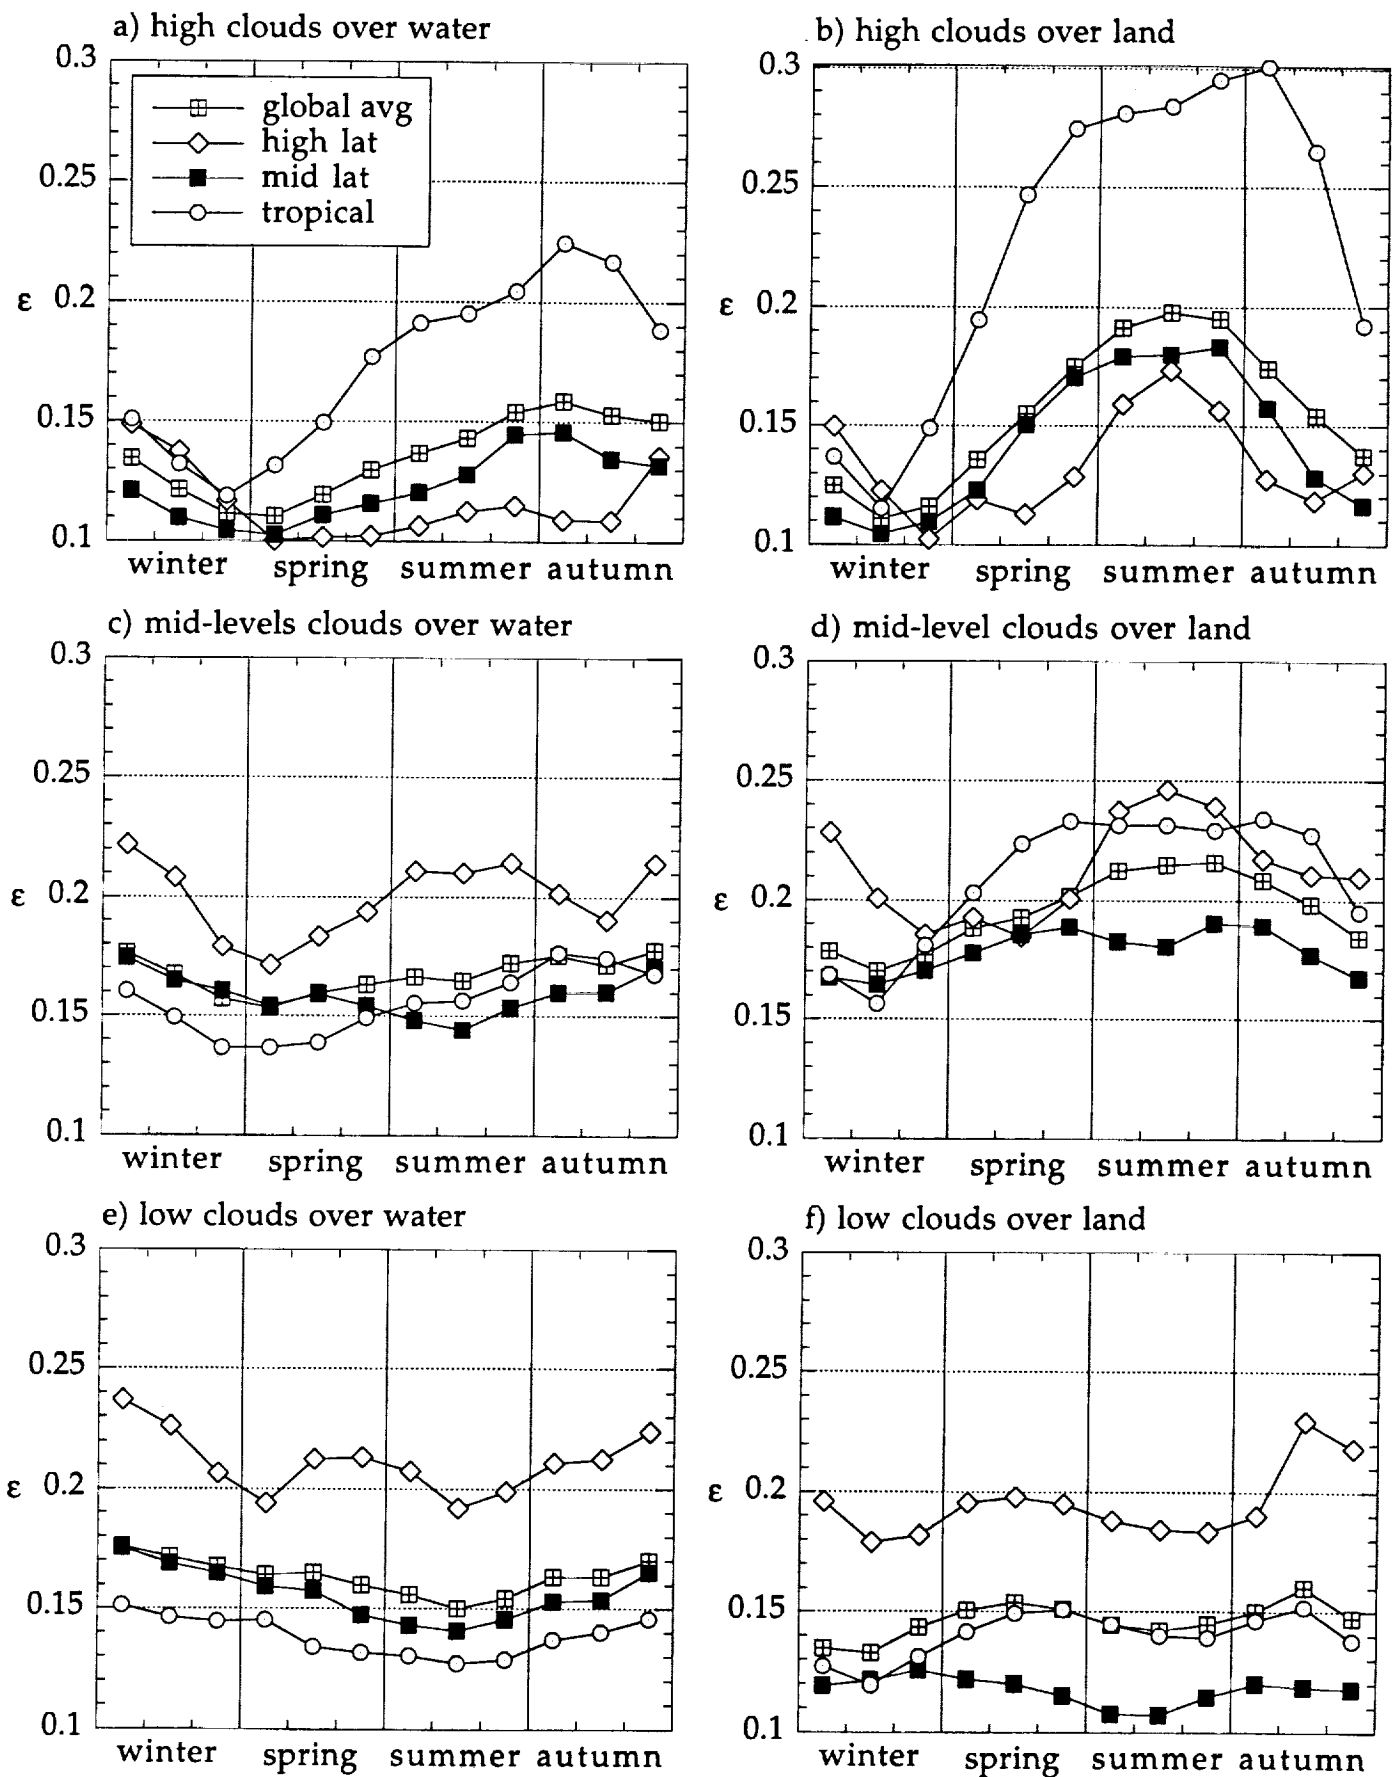 a) high clouds over water
0.3
0.25
0.2
0.15
0.1
ε
global avg
high lat
mid lat
tropical
winter spring summer autumn
b) high clouds over land
0.3
0.25
0.2
0.15
0.1
ε
winter spring summer autumn
c) mid-levels clouds over water
0.3
0.25
0.2
0.15
0.1
ε
winter spring summer autumn
d) mid-level clouds over land
0.3
0.25
0.2
0.15
0.1
ε
winter spring summer autumn
e) low clouds over water
0.3
0.25
0.2
0.15
0.1
ε
winter spring summer autumn
f) low clouds over land
0.3
0.25
0.2
0.15
0.1
ε
winter spring summer autumn